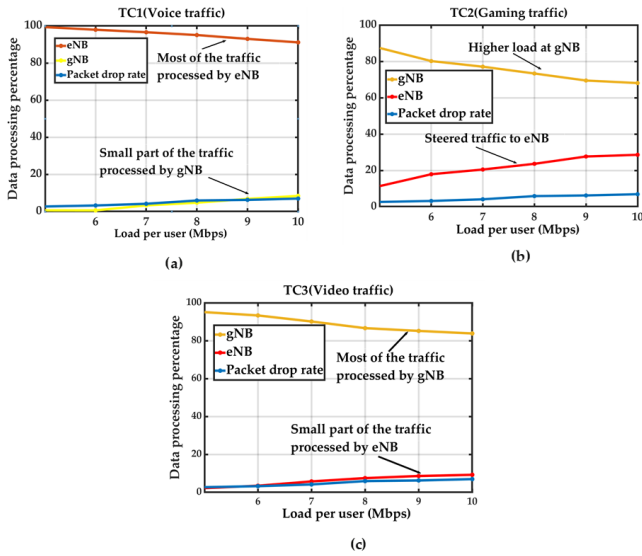 TC1(Voice traffic)
Data processing percentage
100
80
60
40
20
0
eNB
gNB
Packet drop rate
Most of the traffic
processed by eNB
Small part of the traffic
processed by gNB
6 7 8 9 10
Load per user (Mbps)
(a)
TC2(Gaming traffic)
Data processing percentage
100
80
60
40
20
0
Higher load at gNB
gNB
eNB
Packet drop rate
Steered traffic to eNB
6 7 8 9 10
Load per user (Mbps)
(b)
TC3(Video traffic)
Data processing percentage
100
80
60
40
20
0
gNB
eNB
Packet drop rate
Most of the traffic
processed by gNB
Small part of the traffic
processed by eNB
6 7 8 9 10
Load per user (Mbps)
(c)